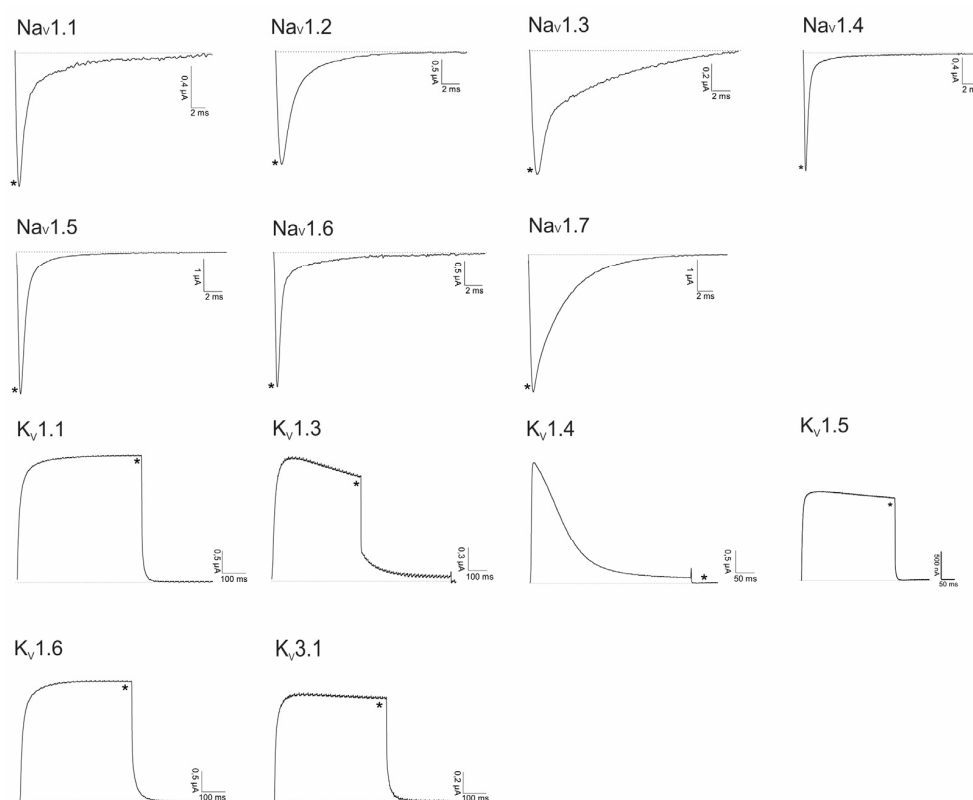 Nav1.1
Nav1.2
Nav1.3
Nav1.4
0,4 µA
2 ms
0,5 µA
2 ms
0,2 µA
2 ms
0,4 µA
*
*
*
*
Nav1.5
Nav1.6
Nav1.7
1 µA
2 ms
0,5 µA
2 ms
1 µA
2 ms
*
*
*
Kv1.1
Kv1.3
Kv1.4
Kv1.5
*
*
*
*
0,5 µA
100 ms
0,3 µA
100 ms
0,5 µA
50 ms
500 nA
50 ms
Kv1.6
Kv3.1
*
*
0,5 µA
100 ms
0,2 µA
100 ms